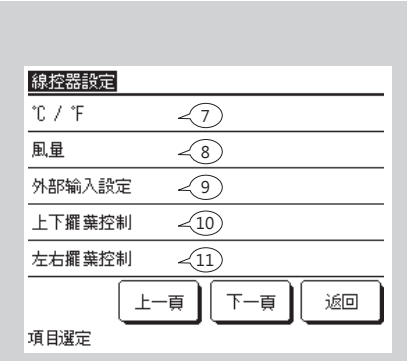 線控器設定
℃ / ℉ 7
風量 8
外部输入設定 9
上下擺葉控制 10
左右擺葉控制 11
上一頁 下一頁 返回
項目選定